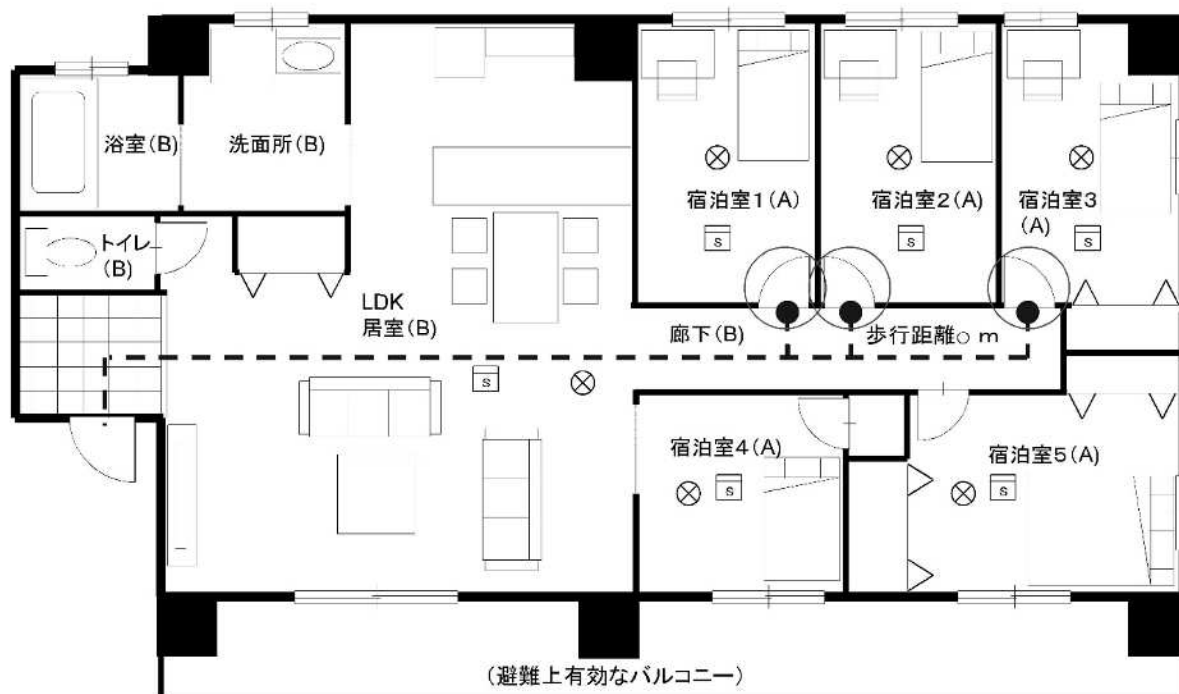 浴室(B)
洗面所(B)
宿泊室1(A)
宿泊室2(A)
宿泊室3
(A)
S
S
S
トイレ
(B)
LDK
居室(B)
廊下(B)
歩行距離○ m
S
宿泊室4(A)
S
宿泊室5(A)
S
(避難上有効なバルコニー)